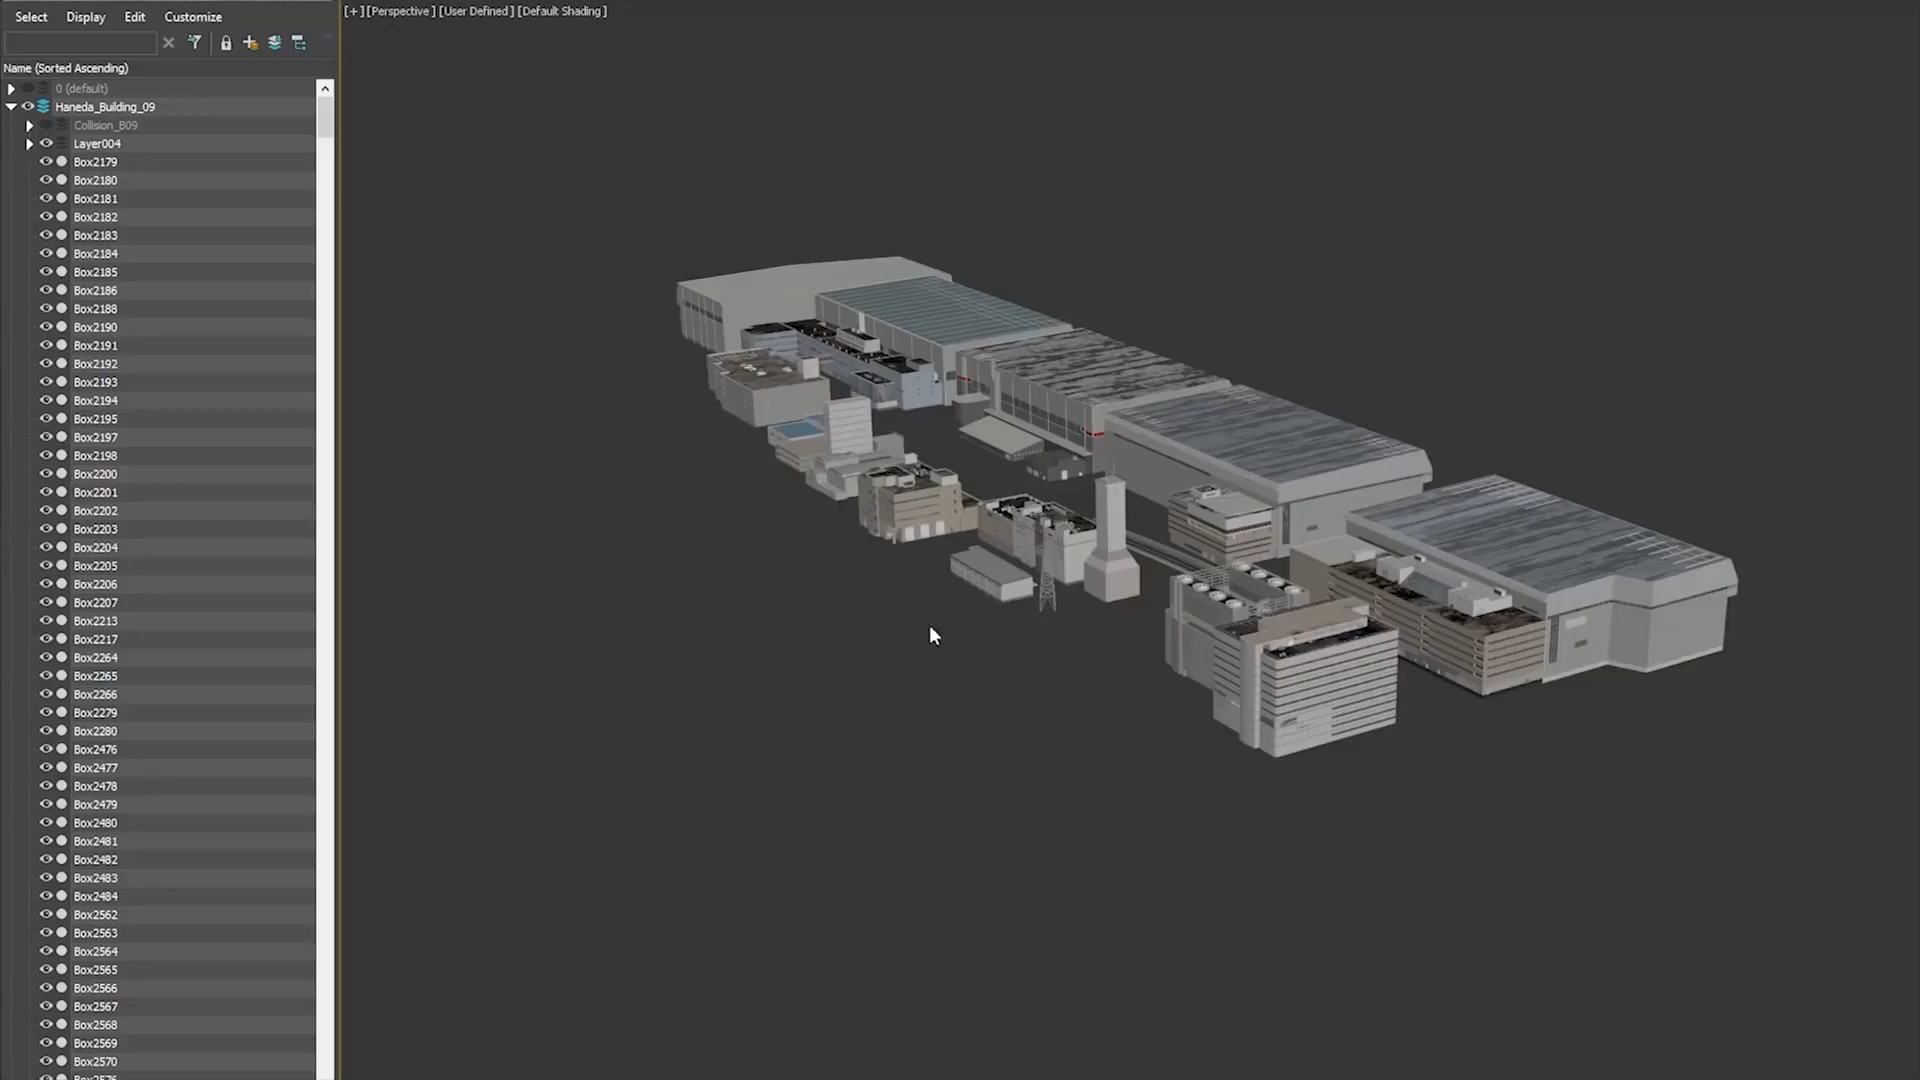 Select Display Edit Customize
[+] [Perspective] [User Defined] [Default Shading]
Name (Sorted Ascending)
0 (default)
Haneda_Building_09
Collision_B09
Layer004
Box2179
Box2180
Box2181
Box2182
Box2183
Box2184
Box2185
Box2186
Box2188
Box2190
Box2191
Box2192
Box2193
Box2194
Box2195
Box2197
Box2198
Box2200
Box2201
Box2202
Box2203
Box2204
Box2205
Box2206
Box2207
Box2213
Box2217
Box2264
Box2265
Box2266
Box2279
Box2280
Box2476
Box2477
Box2478
Box2479
Box2480
Box2481
Box2482
Box2483
Box2484
Box2562
Box2563
Box2564
Box2565
Box2566
Box2567
Box2568
Box2569
Box2570